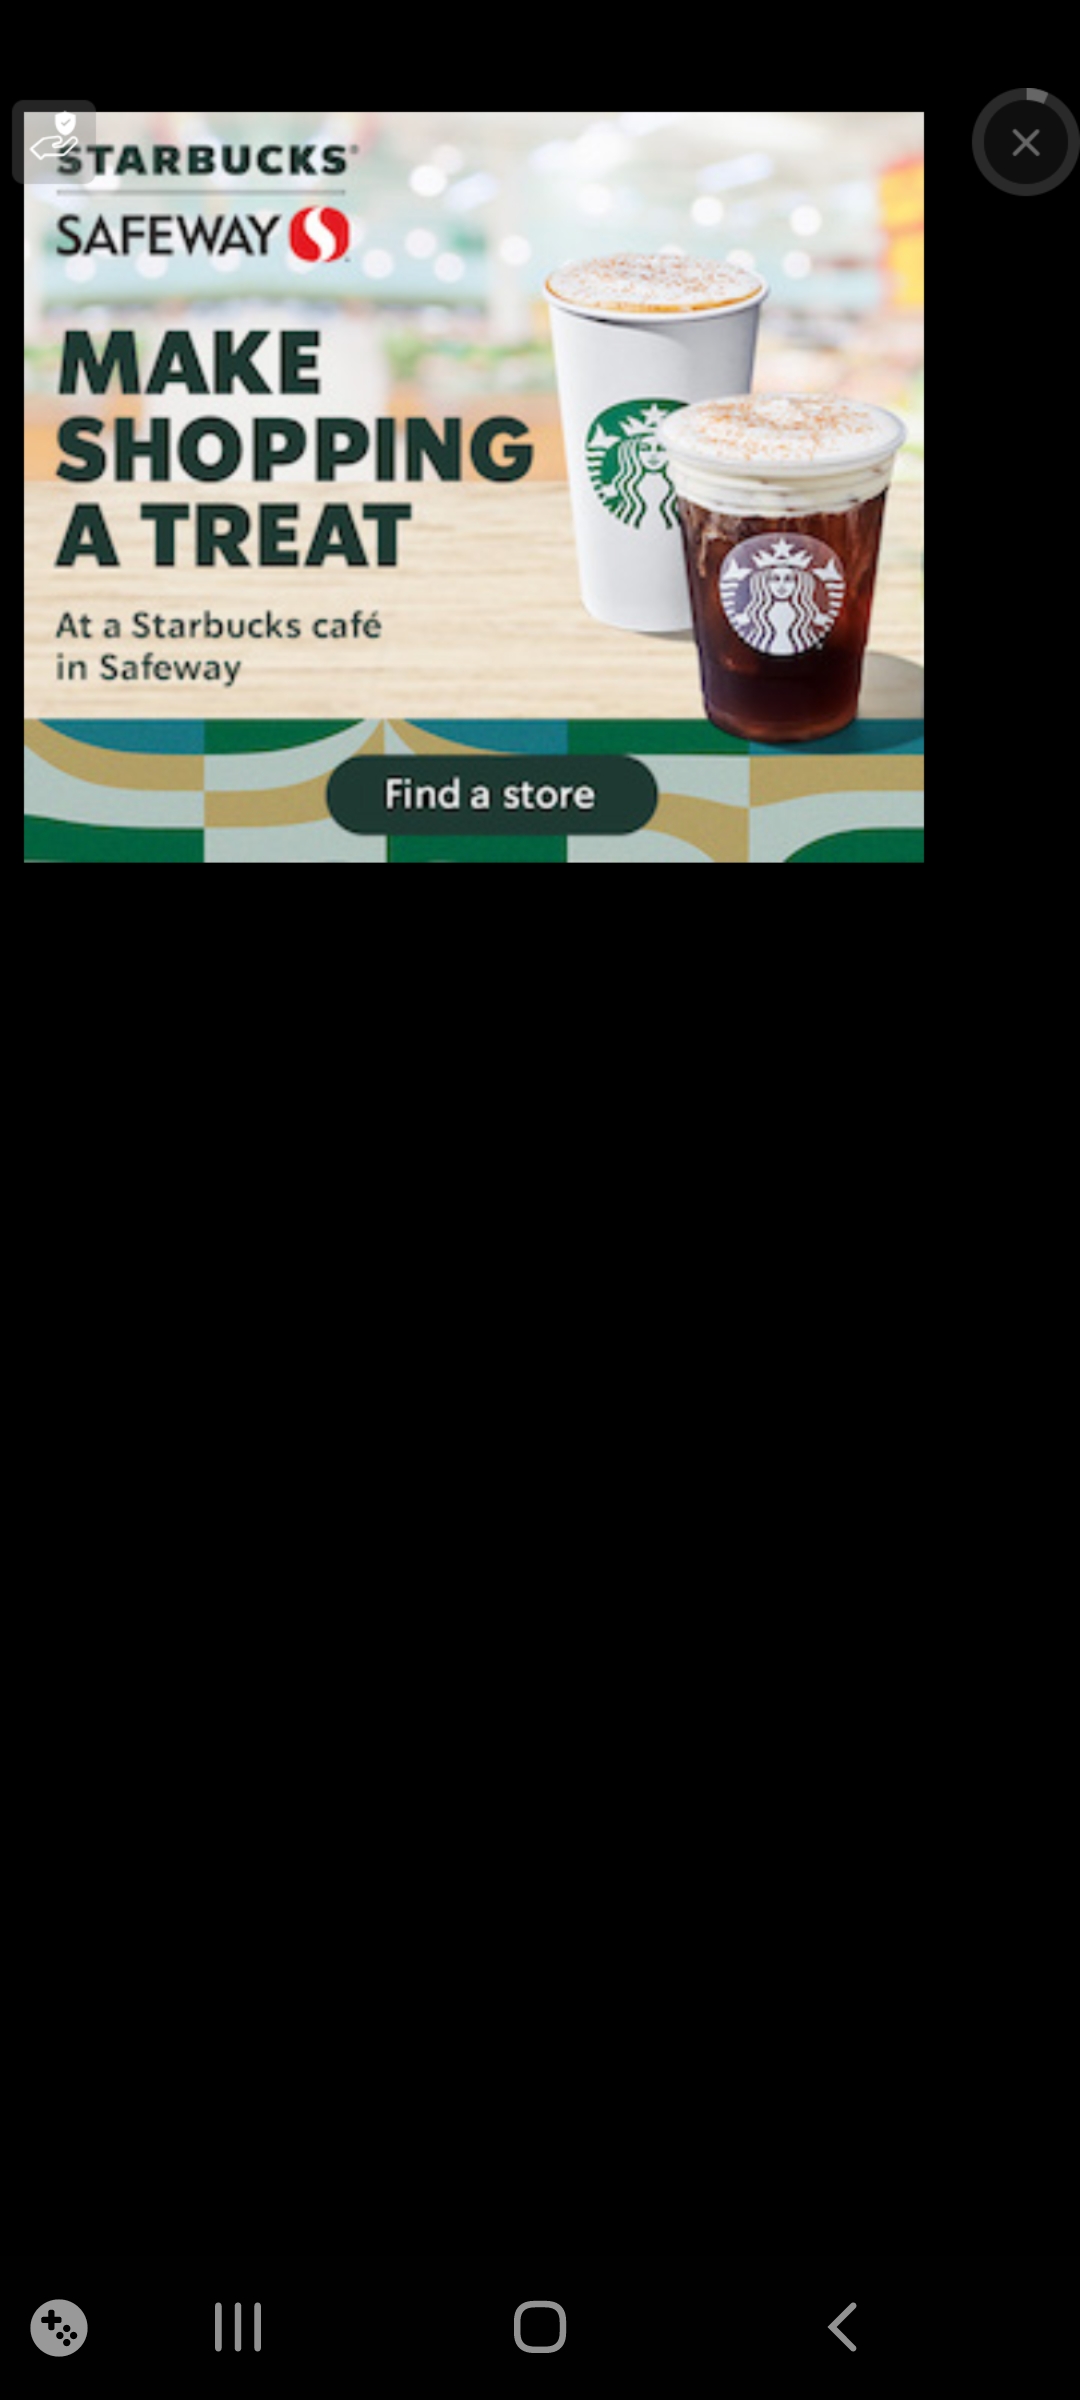 STARBUCKS®
SAFEWAY
MAKE
SHOPPING
A TREAT
At a Starbucks café
in Safeway
Find a store